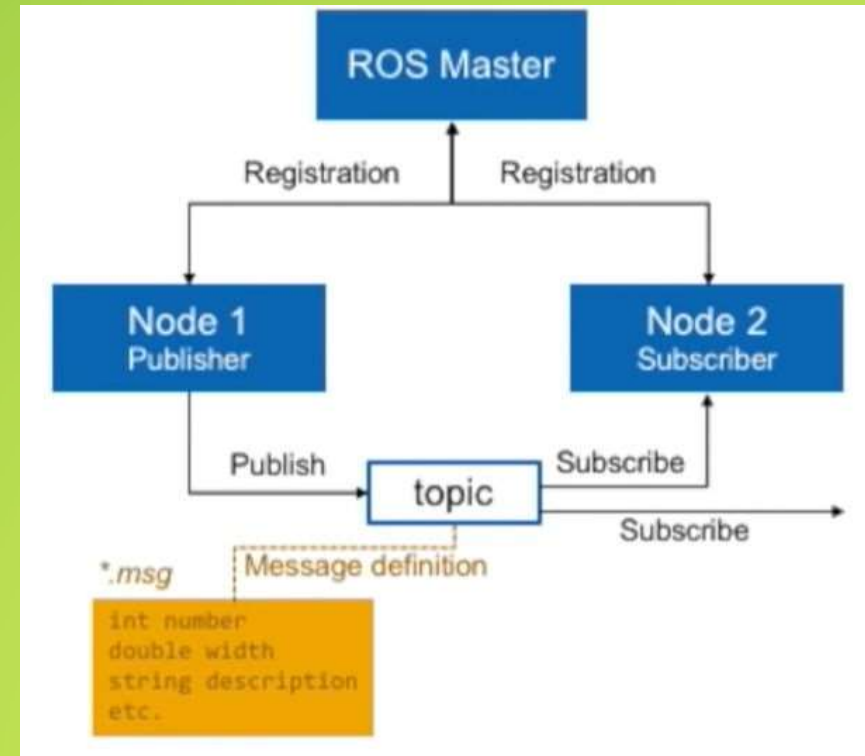 ROS Master
Registration
Registration
Node 1
Publisher
Node 2
Subscriber
Publish
topic
Subscribe
Subscribe
*.msg
Message definition
int number
double width
string description
etc.